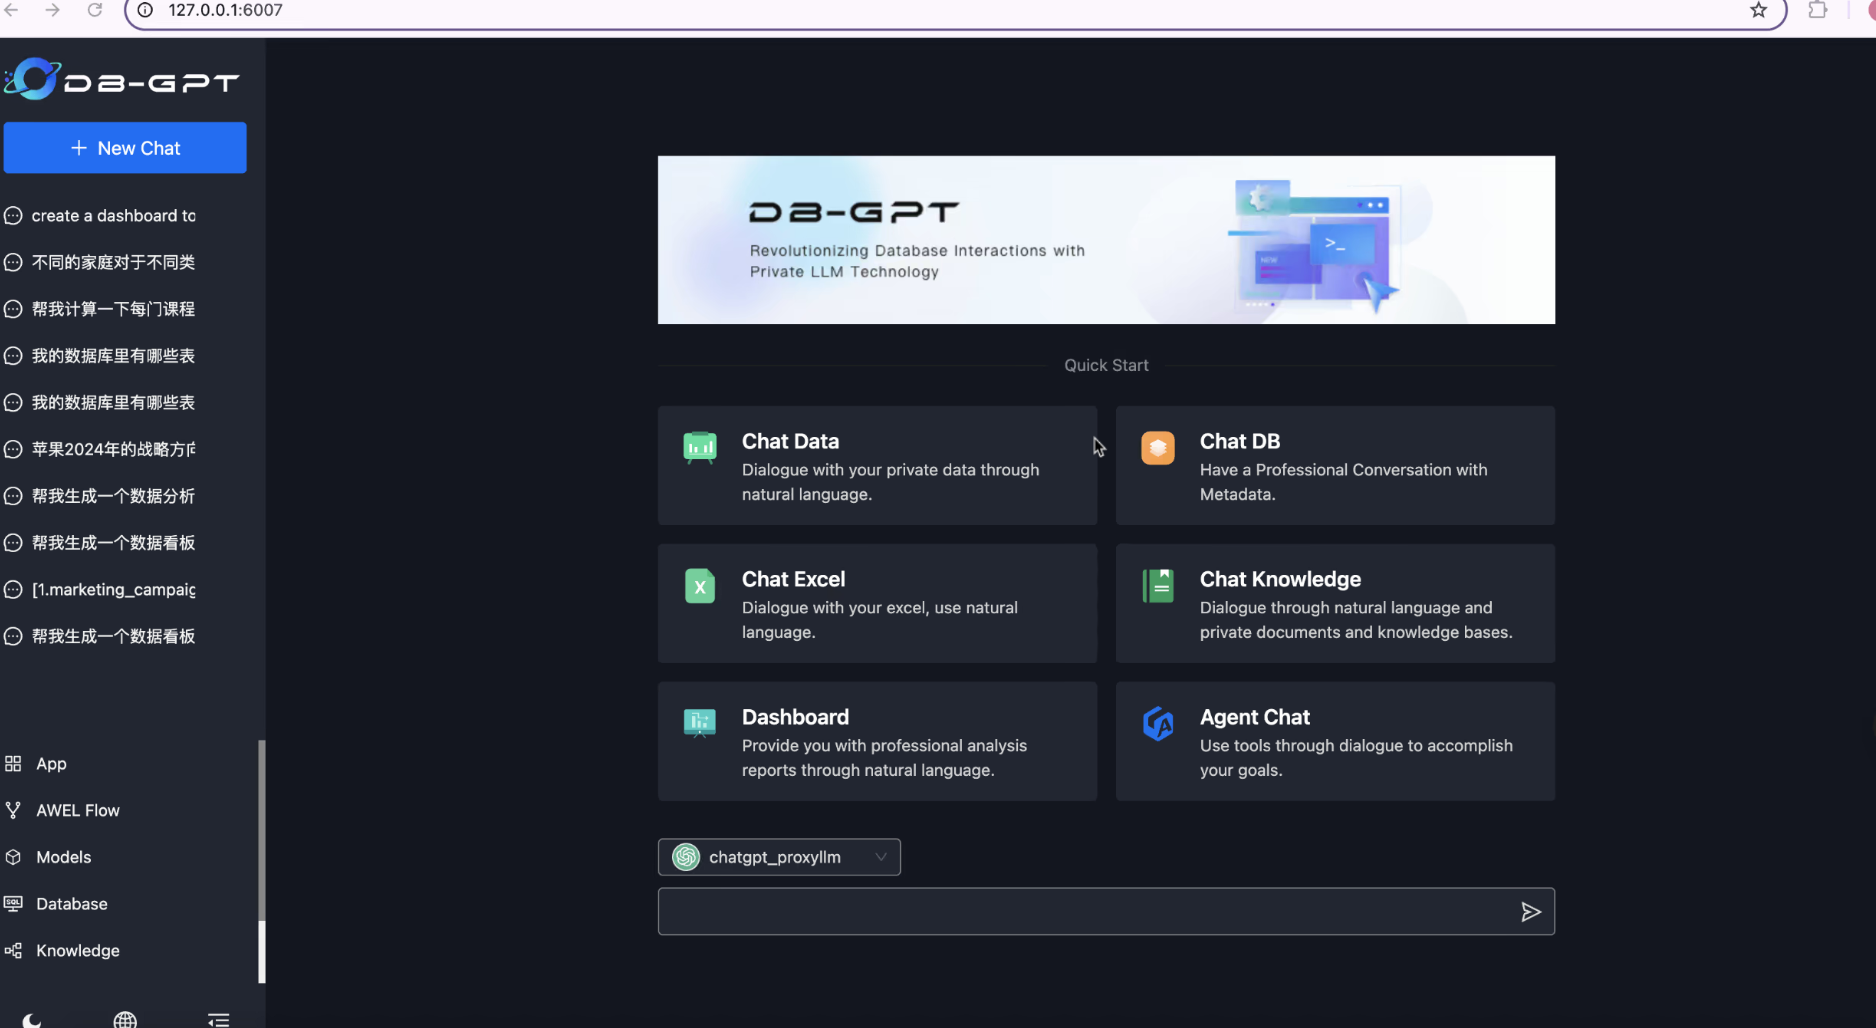 127.0.0.1:6007
DB-GPT
+ New Chat
create a dashboard to
不同的家庭对于不同类
帮我计算一下每门课程
我的数据库里有哪些表
我的数据库里有哪些表
苹果2024年的战略方向
帮我生成一个数据分析
帮我生成一个数据看板
[1.marketing_campaig
帮我生成一个数据看板
App
AWEL Flow
Models
Database
Knowledge
DB-GPT
Revolutionizing Database Interactions with
Private LLM Technology
NEW
Quick Start
Chat Data
Dialogue with your private data through
natural language.
Chat DB
Have a Professional Conversation with
Metadata.
Chat Excel
Dialogue with your excel, use natural
language.
Chat Knowledge
Dialogue through natural language and
private documents and knowledge bases.
Dashboard
Provide you with professional analysis
reports through natural language.
Agent Chat
Use tools through dialogue to accomplish
your goals.
chatgpt_proxyllm